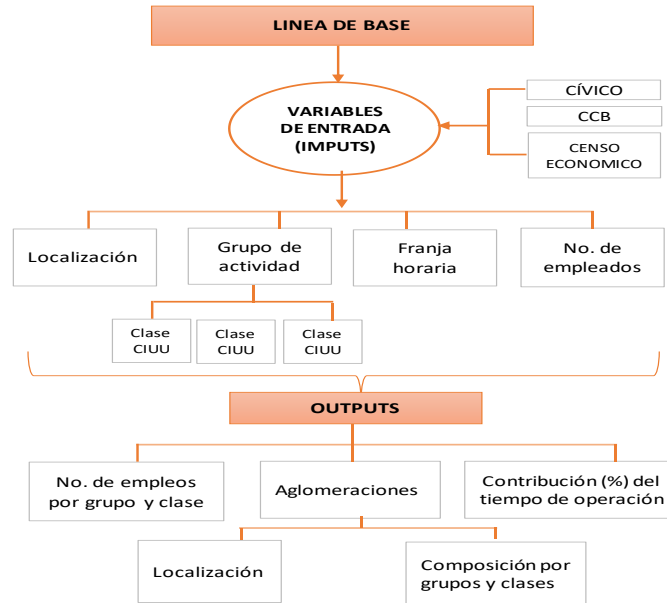 LINEA DE BASE
VARIABLES
DE ENTRADA
(IMPUTS)
CÍVICO
CCB
CENSO
ECONOMICO
Localización
Grupo de
actividad
Franja
horaria
No. de
empleados
Clase
CIUU
Clase
CIUU
Clase
CIUU
OUTPUTS
No. de empleos
por grupo y clase
Aglomeraciones
Contribución (%) del
tiempo de operación
Localización
Composición por
grupos y clases